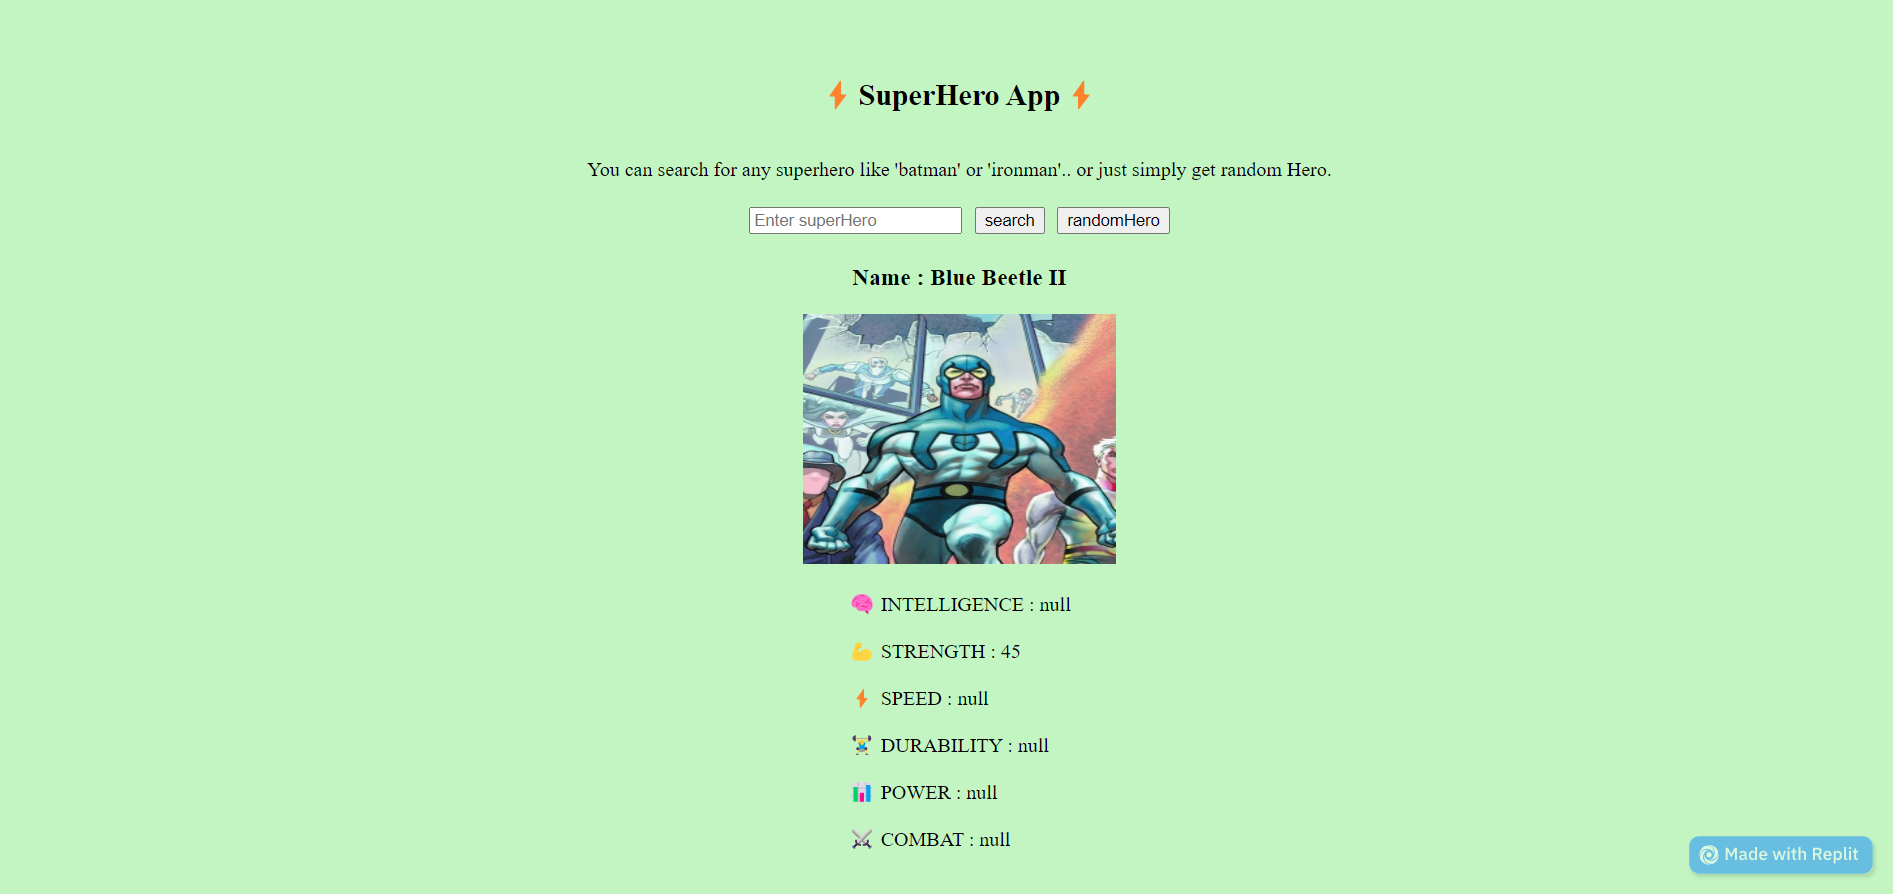 ⚡ SuperHero App ⚡
You can search for any superhero like 'batman' or 'ironman'.. or just simply get random Hero.
Enter superHero search randomHero
Name : Blue Beetle II
🧠 INTELLIGENCE : null
💪 STRENGTH : 45
⚡ SPEED : null
🏋️ DURABILITY : null
📊 POWER : null
⚔️ COMBAT : null
Made with Replit